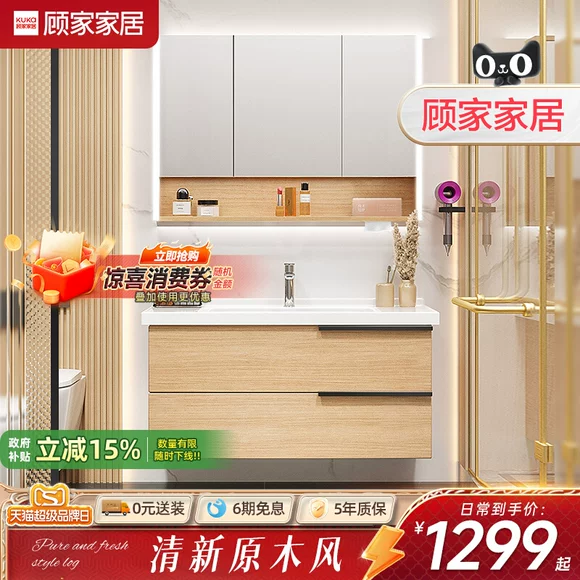 KUKA
顾家家居
顾家家居
顾家家居
立即抢购
惊喜消费券
随机
金额
叠加使用更优惠
政府
补贴
立减15%
数量有限
随时下线!!
天猫超级品牌日
0元送装
6期免息
5年质保
日常到手价：
¥1299起
Pure and fresh
style log
清新原木风